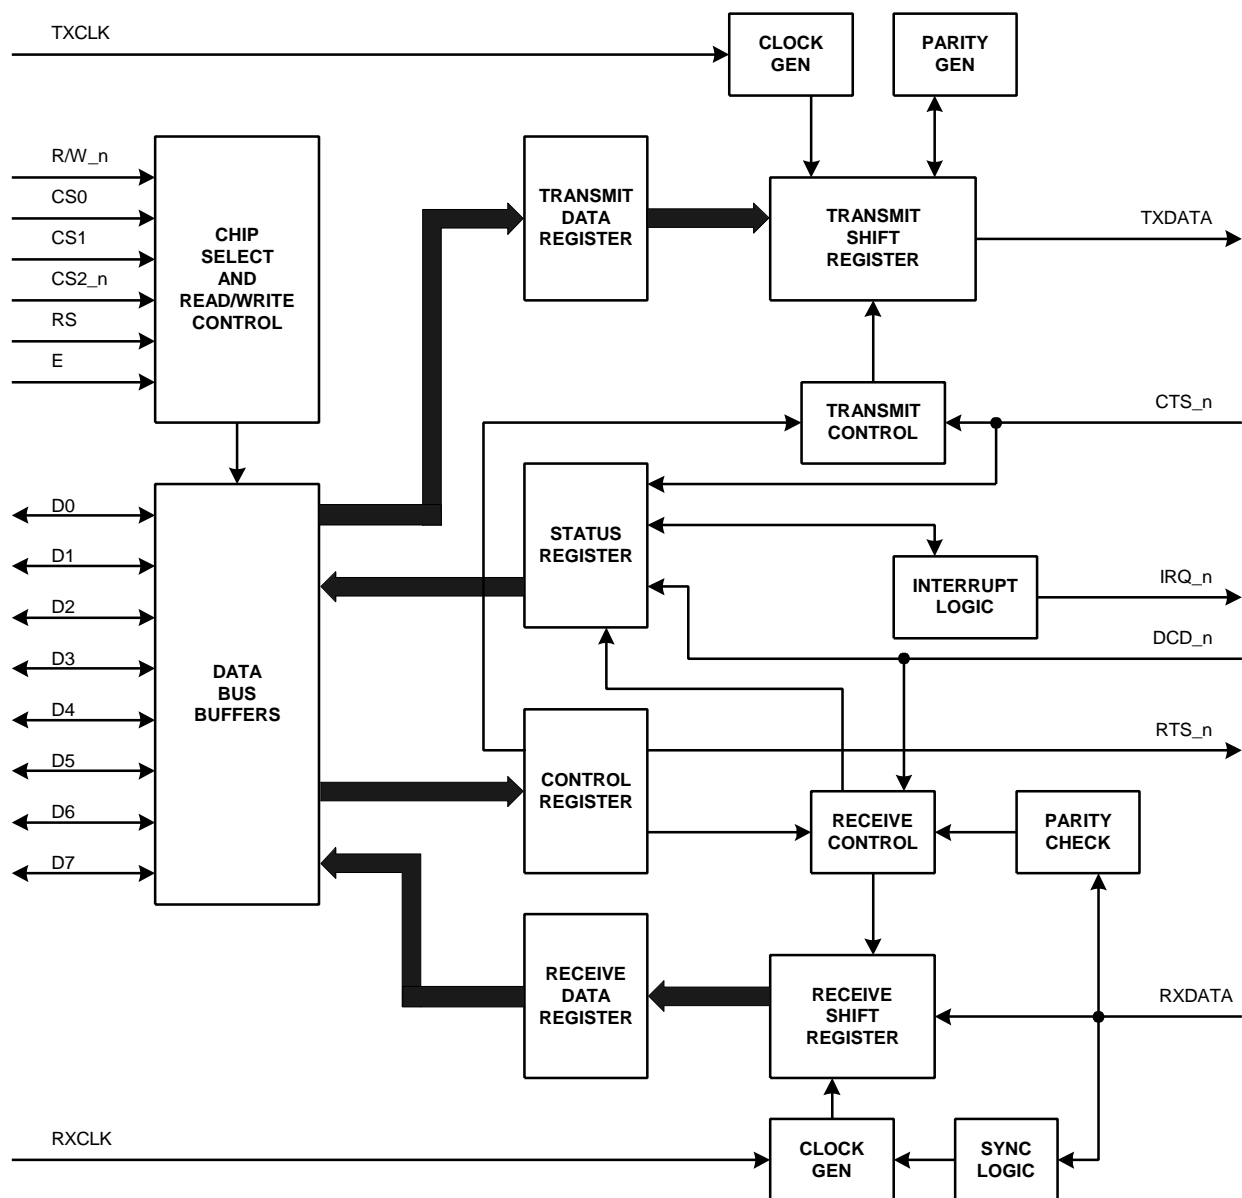 TXCLK
CLOCK
GEN
PARITY
GEN
R/W_n
CS0
CS1
CS2_n
RS
E
CHIP
SELECT
AND
READ/WRITE
CONTROL
TRANSMIT
DATA
REGISTER
TRANSMIT
SHIFT
REGISTER
TXDATA
TRANSMIT
CONTROL
CTS_n
D0
D1
D2
D3
D4
D5
D6
D7
DATA
BUS
BUFFERS
STATUS
REGISTER
INTERRUPT
LOGIC
IRQ_n
DCD_n
RTS_n
CONTROL
REGISTER
RECEIVE
CONTROL
PARITY
CHECK
RECEIVE
DATA
REGISTER
RECEIVE
SHIFT
REGISTER
RXDATA
RXCLK
CLOCK
GEN
SYNC
LOGIC